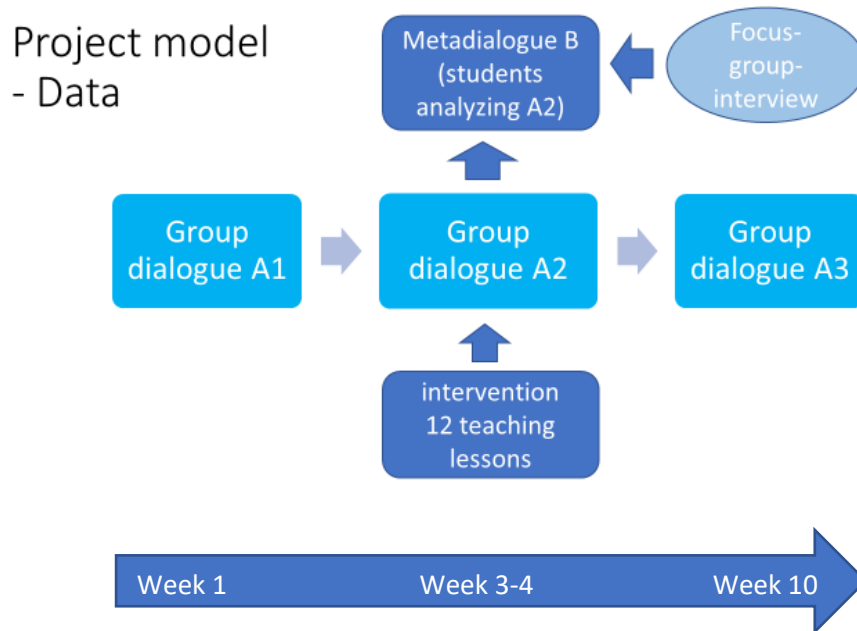 Project model
- Data
Metadialogue B
(students
analyzing A2)
Focus-
group-
interview
Group
dialogue A1
Group
dialogue A2
Group
dialogue A3
intervention
12 teaching
lessons
Week 1
Week 3-4
Week 10